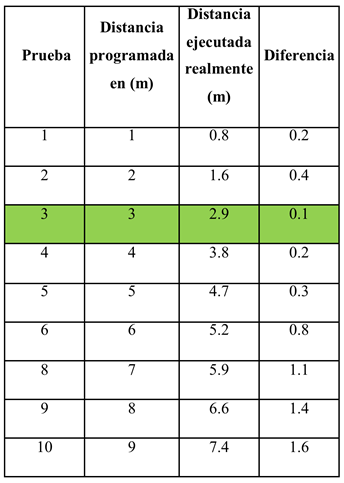 Prueba Distancia programada en (m) Distancia ejecutada realmente (m) Diferencia
1 1 0.8 0.2
2 2 1.6 0.4
3 3 2.9 0.1
4 4 3.8 0.2
5 5 4.7 0.3
6 6 5.2 0.8
8 7 5.9 1.1
9 8 6.6 1.4
10 9 7.4 1.6